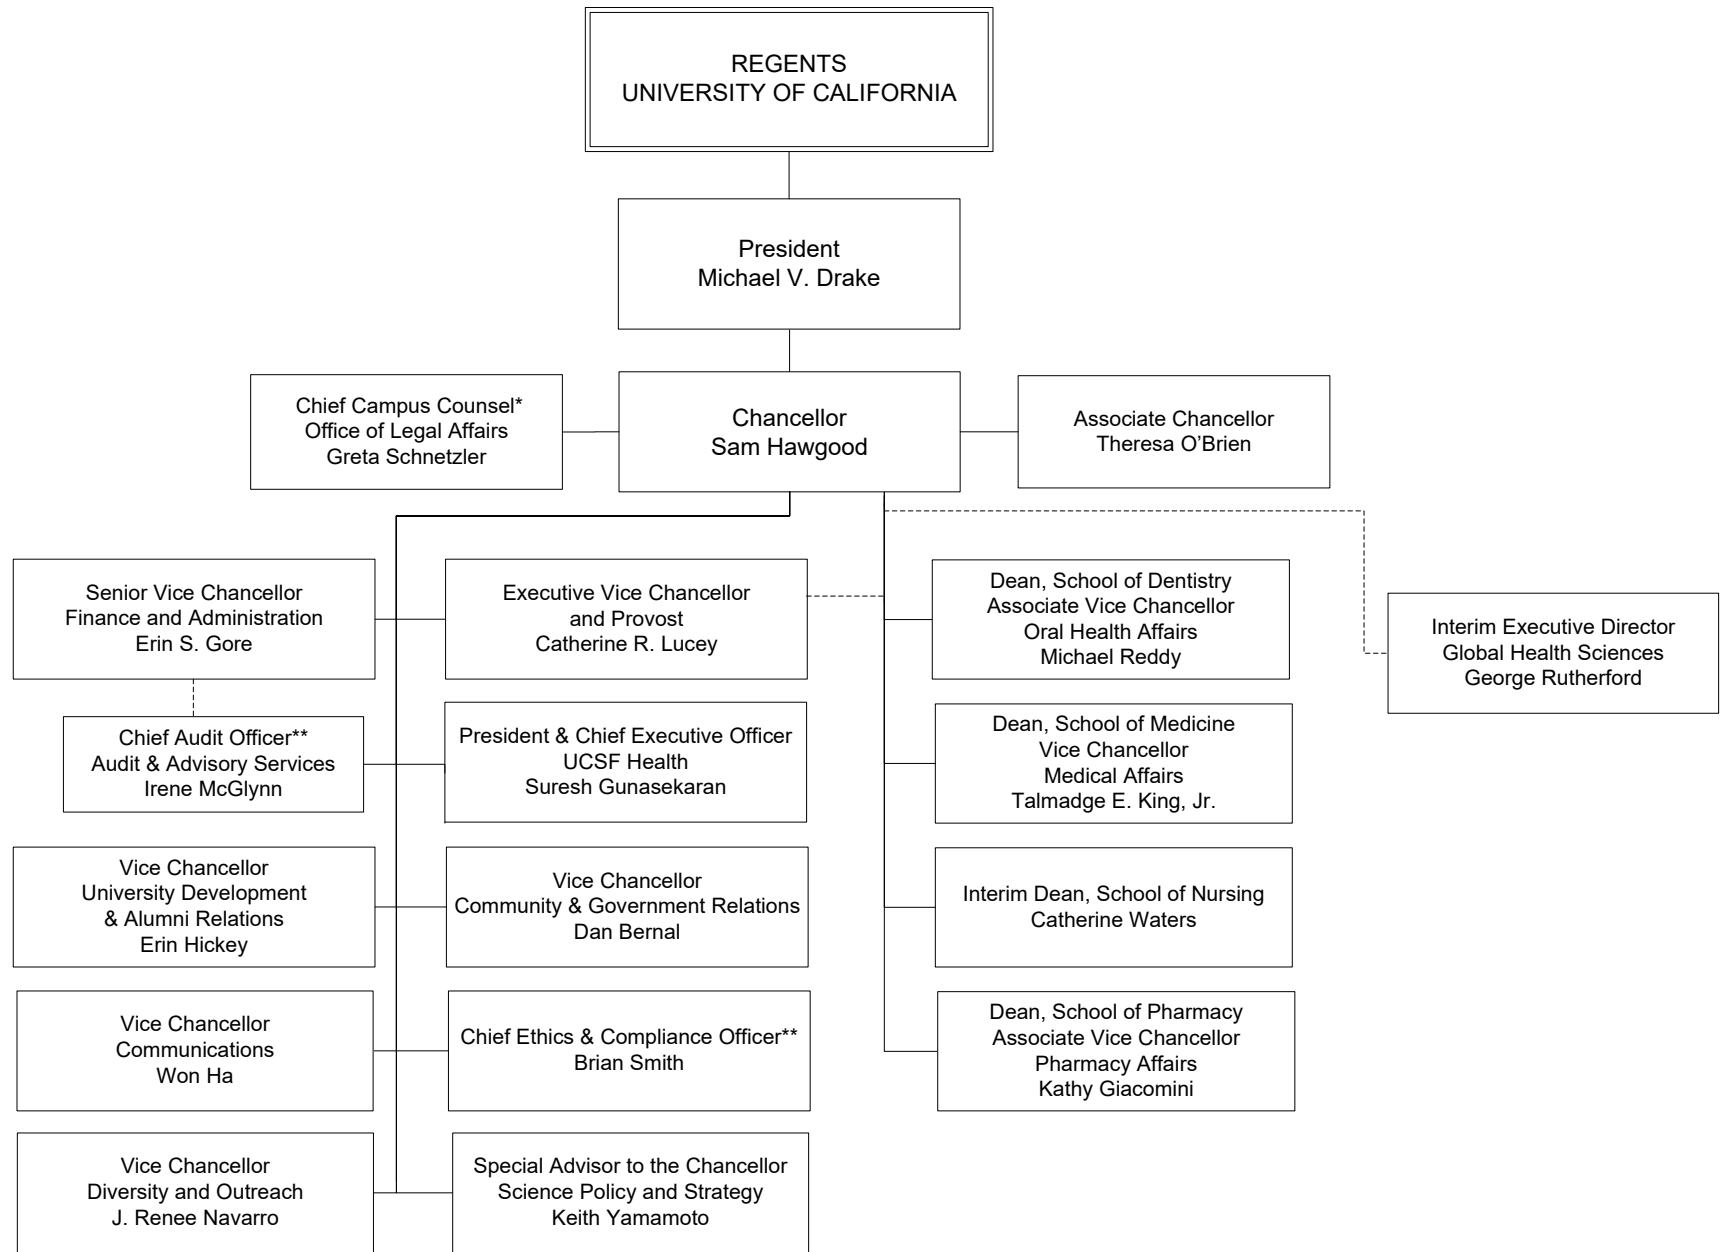 REGENTS
UNIVERSITY OF CALIFORNIA
President
Michael V. Drake
Chief Campus Counsel*
Office of Legal Affairs
Greta Schnetzler
Chancellor
Sam Hawgood
Associate Chancellor
Theresa O’Brien
Senior Vice Chancellor
Finance and Administration
Erin S. Gore
Executive Vice Chancellor
and Provost
Catherine R. Lucey
Dean, School of Dentistry
Associate Vice Chancellor
Oral Health Affairs
Michael Reddy
Interim Executive Director
Global Health Sciences
George Rutherford
Chief Audit Officer**
Audit & Advisory Services
Irene McGlynn
President & Chief Executive Officer
UCSF Health
Suresh Gunasekaran
Dean, School of Medicine
Vice Chancellor
Medical Affairs
Talmadge E. King, Jr.
Vice Chancellor
University Development
& Alumni Relations
Erin Hickey
Vice Chancellor
Community & Government Relations
Dan Bernal
Interim Dean, School of Nursing
Catherine Waters
Vice Chancellor
Communications
Won Ha
Chief Ethics & Compliance Officer**
Brian Smith
Dean, School of Pharmacy
Associate Vice Chancellor
Pharmacy Affairs
Kathy Giacomini
Vice Chancellor
Diversity and Outreach
J. Renee Navarro
Special Advisor to the Chancellor
Science Policy and Strategy
Keith Yamamoto